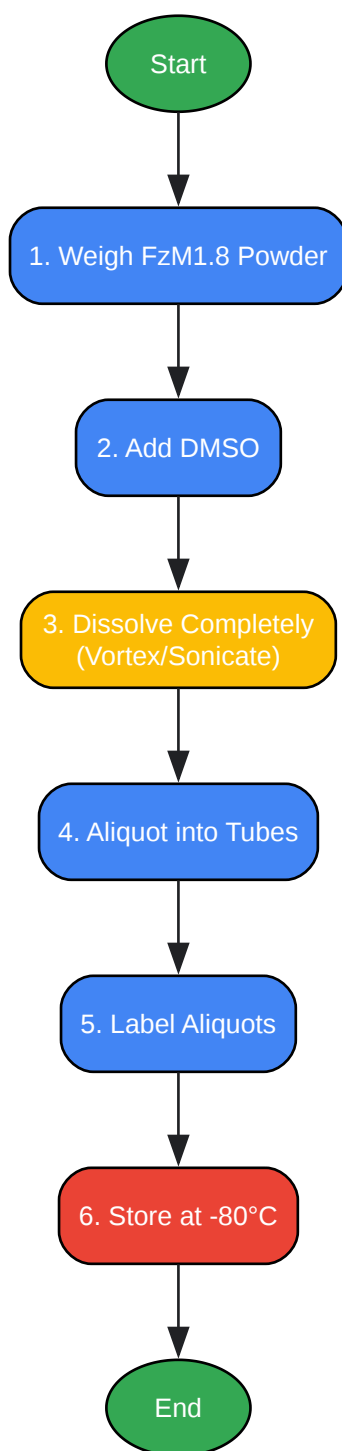 Start
1. Weigh FzM1.8 Powder
2. Add DMSO
3. Dissolve Completely
(Vortex/Sonicate)
4. Aliquot into Tubes
5. Label Aliquots
6. Store at -80°C
End